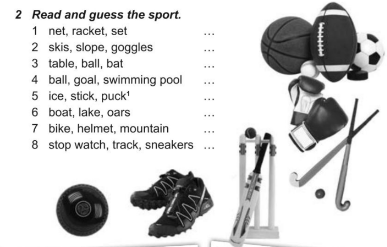 2 Read and guess the sport.
1 net, racket, set ...
2 skis, slope, goggles ...
3 table, ball, bat ...
4 ball, goal, swimming pool ...
5 ice, stick, puck¹ ...
6 boat, lake, oars ...
7 bike, helmet, mountain ...
8 stop watch, track, sneakers ...